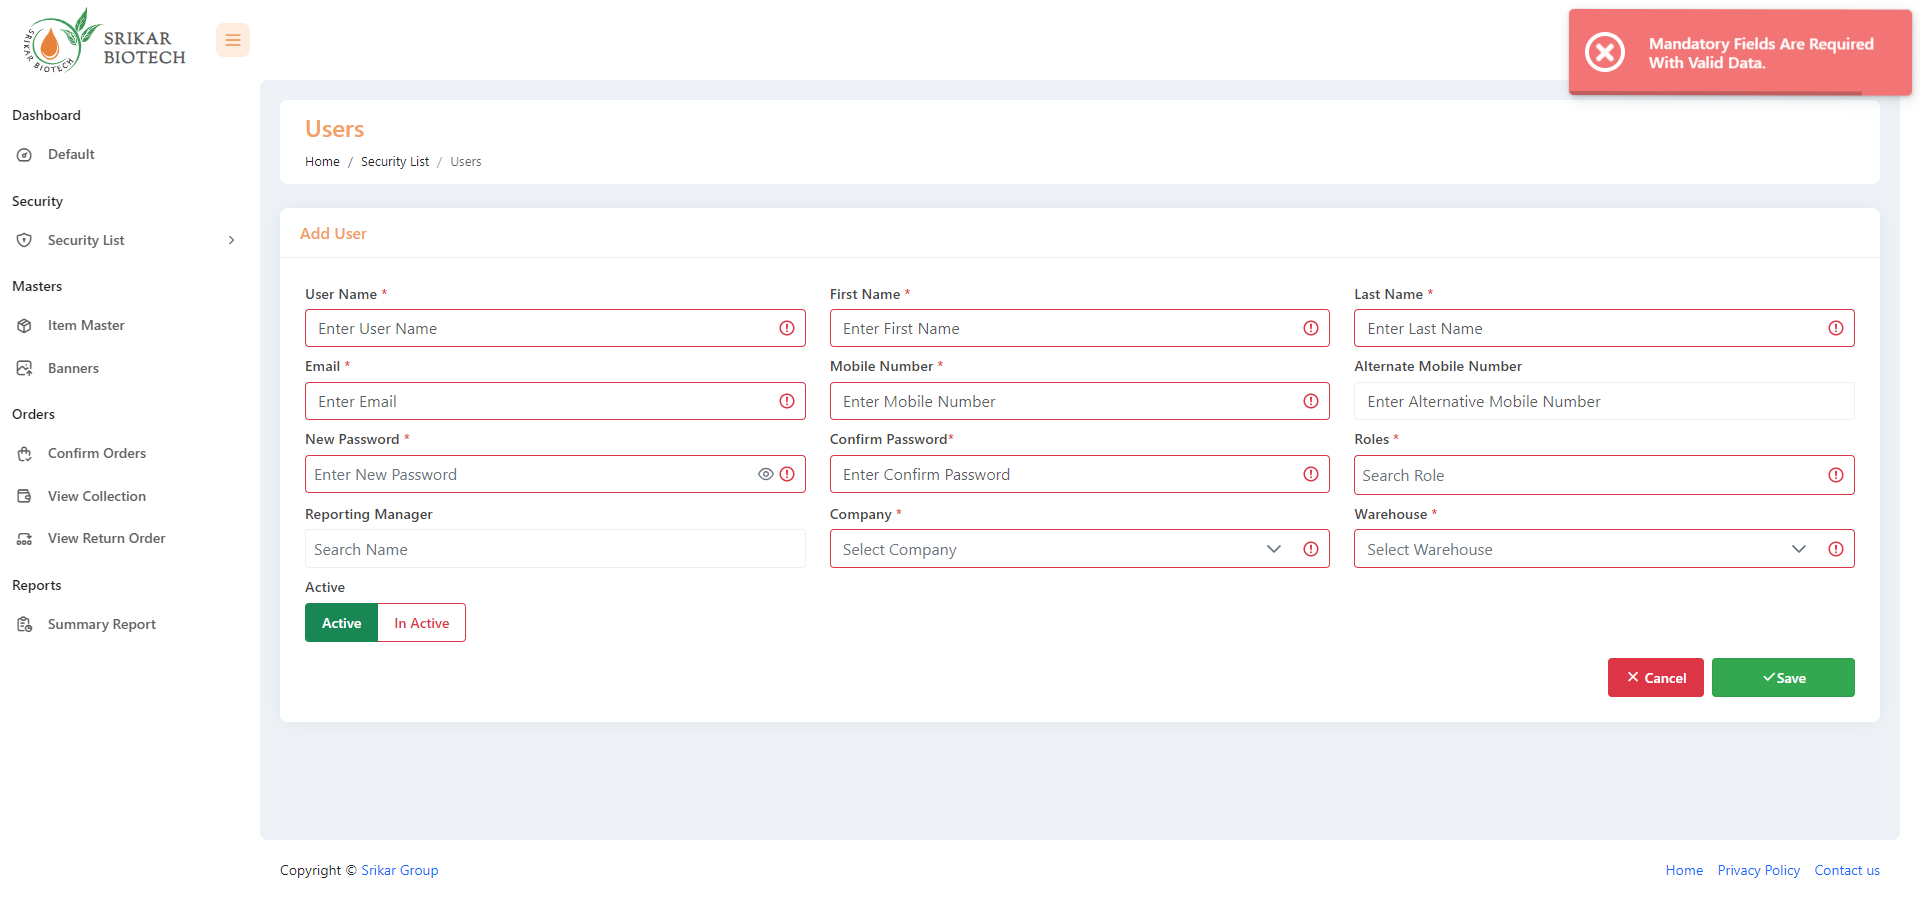 SRIKAR BIOTECH
SRIKAR
BIOTECH
Mandatory Fields Are Required
With Valid Data.
Dashboard
Default
Security
Security List
Masters
Item Master
Banners
Orders
Confirm Orders
View Collection
View Return Order
Reports
Summary Report
Users
Home / Security List / Users
Add User
User Name * First Name * Last Name *
Enter User Name Enter First Name Enter Last Name
Email * Mobile Number * Alternate Mobile Number
Enter Email Enter Mobile Number Enter Alternative Mobile Number
New Password * Confirm Password* Roles *
Enter New Password Enter Confirm Password Search Role
Reporting Manager Company * Warehouse *
Search Name Select Company Select Warehouse
Active
Active In Active
Cancel Save
Copyright © Srikar Group Home Privacy Policy Contact us